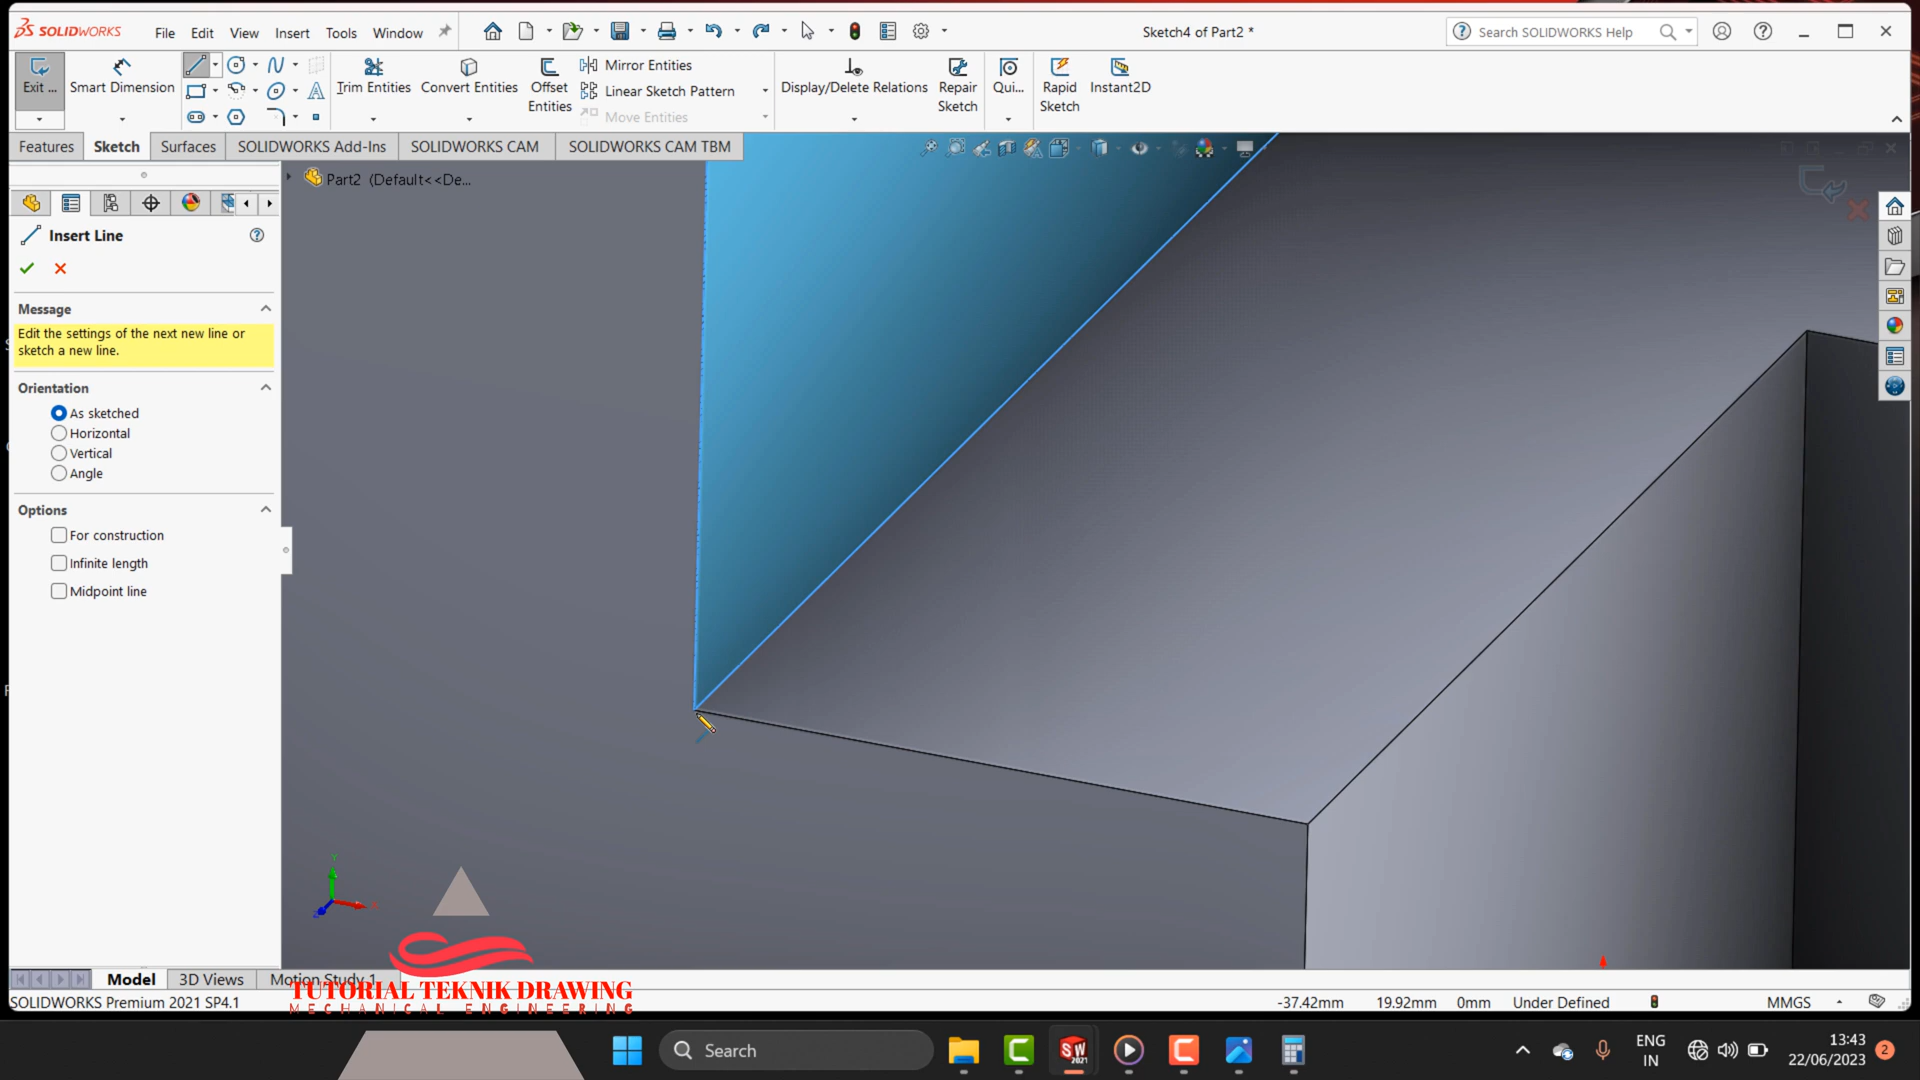 SOLIDWORKS
File Edit View Insert Tools Window
Sketch4 of Part2 *
Search SOLIDWORKS Help
Exit ...
Smart Dimension
Trim Entities
Convert Entities
Offset Entities
Mirror Entities
Linear Sketch Pattern
Move Entities
Display/Delete Relations
Repair Sketch
Qui...
Rapid Sketch
Instant2D
Features Sketch Surfaces SOLIDWORKS Add-Ins SOLIDWORKS CAM SOLIDWORKS CAM TBM
Part2 (Default<<De...
Insert Line
Message
Edit the settings of the next new line or
sketch a new line.
Orientation
As sketched
Horizontal
Vertical
Angle
Options
For construction
Infinite length
Midpoint line
Model 3D Views Motion Study 1
TUTORIAL TEKNIK DRAWING
MECHANICAL ENGINEERING
SOLIDWORKS Premium 2021 SP4.1
-37.42mm 19.92mm 0mm Under Defined MMGS
Search
SW
2021
ENG
IN
13:43
22/06/2023
2